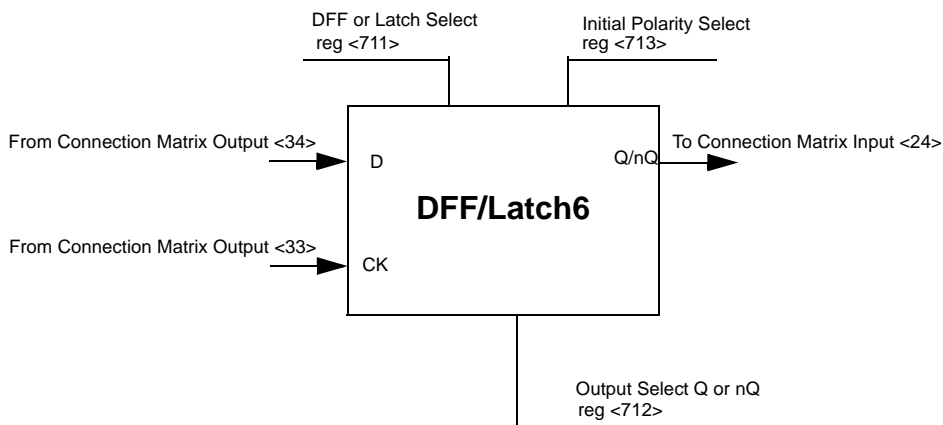 DFF or Latch Select
reg <711>
Initial Polarity Select
reg <713>
From Connection Matrix Output <34>
D
Q/nQ
To Connection Matrix Input <24>
DFF/Latch6
From Connection Matrix Output <33>
CK
Output Select Q or nQ
reg <712>